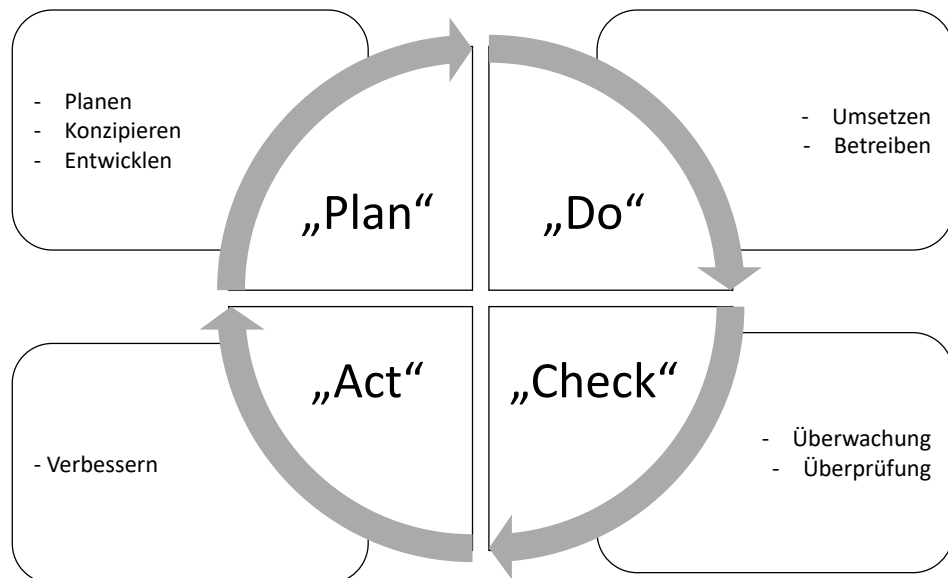 - Planen
- Konzipieren
- Entwicklen
„Plan“
- Umsetzen
- Betreiben
„Do“
„Act“
- Verbessern
„Check“
- Überwachung
- Überprüfung